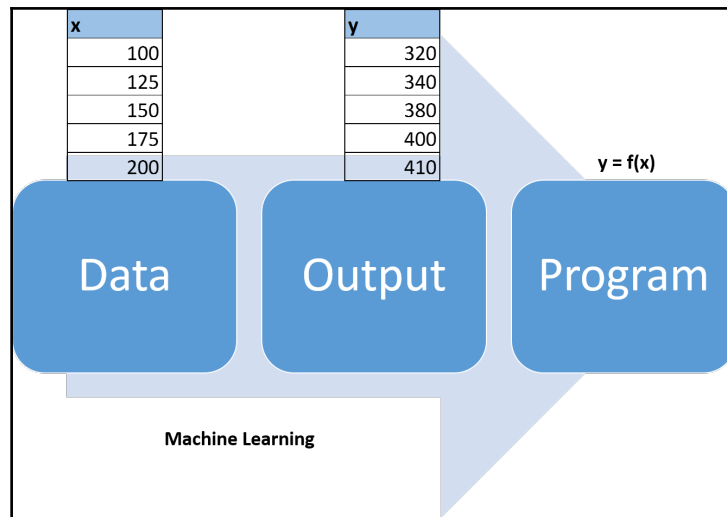 x y
100 320
125 340
150 380
175 400
200 410
y = f(x)
Data Output Program
Machine Learning